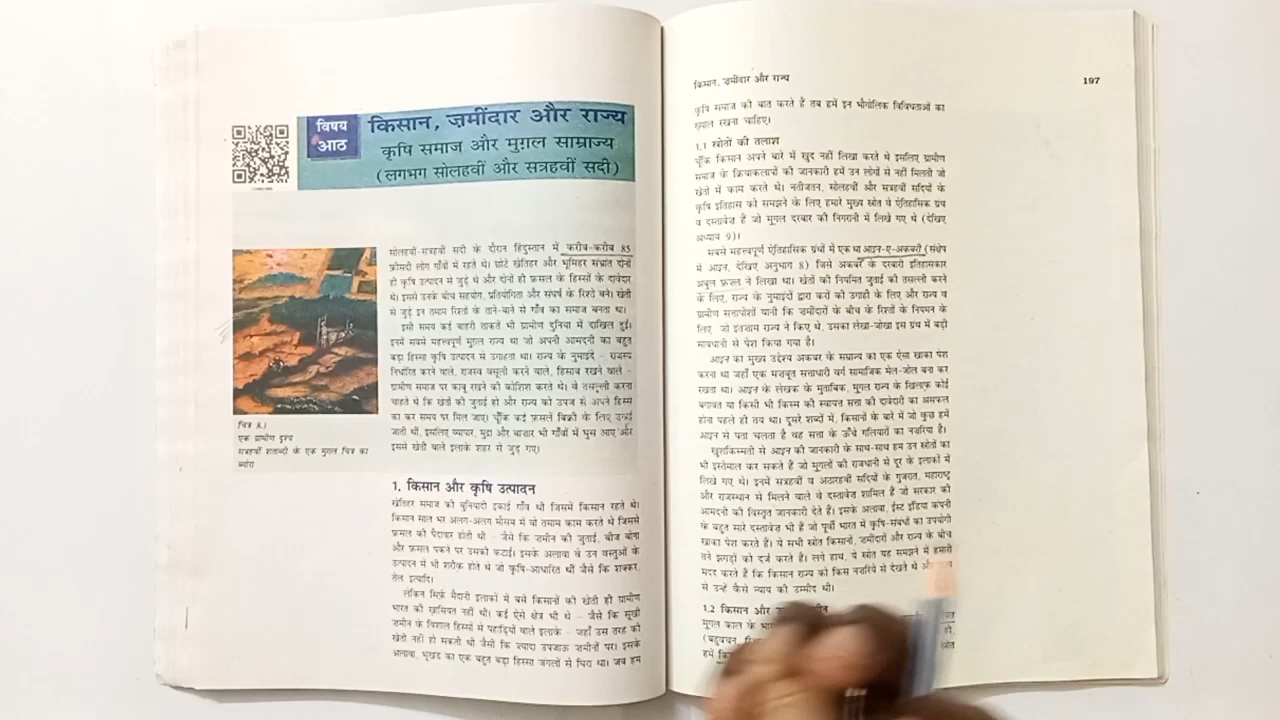 विषय
आठ
किसान, ज़मींदार और राज्य
कृषि समाज और मुग़ल साम्राज्य
(लगभग सोलहवीं और सत्रहवीं सदी)
सोलहवीं-सत्रहवीं सदी के दौरान हिंदुस्तान में करीब-करीब 85
फ़ीसदी लोग गाँवों में रहते थे। छोटे खेतिहर और भूमिहर संभ्रांत दोनों
ही कृषि उत्पादन से जुड़े थे और दोनों ही फ़सल के हिस्सों के दावेदार
थे। इससे उनके बीच सहयोग, प्रतियोगिता और संघर्ष के रिश्ते बने। खेती
से जुड़े इन तमाम रिश्तों के ताने-बाने से गाँव का समाज बनता था।
इसी समय कई बाहरी ताकतें भी ग्रामीण दुनिया में दाखिल हुईं।
इनमें सबसे महत्त्वपूर्ण मुग़ल राज्य था जो अपनी आमदनी का बहुत
बड़ा हिस्सा कृषि उत्पादन से उगाहता था। राज्य के नुमाइंदे – राजस्व
निर्धारित करने वाले, राजस्व वसूली करने वाले, हिसाब रखने वाले –
ग्रामीण समाज पर काबू रखने की कोशिश करते थे। वे तसल्ली करना
चाहते थे कि खेतों की जुताई हो और राज्य को उपज से अपने हिस्से
का कर समय पर मिल जाए। चूँकि कई फ़सलें बिक्री के लिए उगाई
जाती थीं, इसलिए व्यापार, मुद्रा और बाज़ार भी गाँवों में घुस आए और
इससे खेती वाले इलाके शहर से जुड़ गए।
चित्र 8.1
एक ग्रामीण दृश्य
सत्रहवीं शताब्दी के एक मुग़ल चित्र का
ब्योरा
1. किसान और कृषि उत्पादन
खेतिहर समाज की बुनियादी इकाई गाँव थी जिसमें किसान रहते थे।
किसान साल भर अलग-अलग मौसम में वो तमाम काम करते थे जिससे
फ़सल की पैदावार होती थी – जैसे कि ज़मीन की जुताई, बीज बोना
और फ़सल पकने पर उसकी कटाई। इसके अलावा वे उन वस्तुओं के
उत्पादन में भी शरीक होते थे जो कृषि-आधारित थीं जैसे कि शक्कर,
तेल इत्यादि।
लेकिन सिर्फ़ मैदानी इलाकों में बसे किसानों की खेती ही ग्रामीण
भारत की खासियत नहीं थी। कई ऐसे क्षेत्र भी थे – जैसे कि सूखी
ज़मीन के विशाल हिस्सों से पहाड़ियों वाले इलाके – जहाँ उस तरह की
खेती नहीं हो सकती थी जैसी कि ज़्यादा उपजाऊ ज़मीनों पर। इसके
अलावा, भूखंड का एक बहुत बड़ा हिस्सा जंगलों से घिरा था। जब हम
किसान, ज़मींदार और राज्य
197
कृषि समाज की बात करते हैं तब हमें इन भौगोलिक विविधताओं का
ख़्याल रखना चाहिए।
1.1 स्रोतों की तलाश
चूँकि किसान अपने बारे में खुद नहीं लिखा करते थे इसलिए ग्रामीण
समाज के क्रियाकलापों की जानकारी हमें उन लोगों से नहीं मिलती जो
खेतों में काम करते थे। नतीजतन, सोलहवीं और सत्रहवीं सदियों के
कृषि इतिहास को समझने के लिए हमारे मुख्य स्रोत वे ऐतिहासिक ग्रंथ
व दस्तावेज़ हैं जो मुग़ल दरबार की निगरानी में लिखे गए थे (देखिए
अध्याय 9)।
सबसे महत्त्वपूर्ण ऐतिहासिक ग्रंथों में एक था आइन-ए-अकबरी (संक्षेप
में आइन, देखिए अनुभाग 8) जिसे अकबर के दरबारी इतिहासकार
अबुल फ़ज़्ल ने लिखा था। खेतों की नियमित जुताई की तसल्ली करने
के लिए, राज्य के नुमाइंदों द्वारा करों की उगाही के लिए और राज्य व
ग्रामीण सत्तापोशों यानी कि ज़मींदारों के बीच के रिश्तों के नियमन के
लिए जो इंतज़ाम राज्य ने किए थे, उसका लेखा-जोखा इस ग्रंथ में बड़ी
सावधानी से पेश किया गया है।
आइन का मुख्य उद्देश्य अकबर के साम्राज्य का एक ऐसा खाका पेश
करना था जहाँ एक मज़बूत सत्ताधारी वर्ग सामाजिक मेल-जोल बना कर
रखता था। आइन के लेखक के मुताबिक, मुग़ल राज्य के खिलाफ़ कोई
बगावत या किसी भी किस्म की स्वायत्त सत्ता की दावेदारी का असफल
होना पहले ही तय था। दूसरे शब्दों में, किसानों के बारे में जो कुछ हमें
आइन से पता चलता है वह सत्ता के ऊँचे गलियारों का नज़रिया है।
खुशकिस्मती से आइन की जानकारी के साथ-साथ हम उन स्रोतों का
भी इस्तेमाल कर सकते हैं जो मुग़लों की राजधानी से दूर के इलाकों में
लिखे गए थे। इनमें सत्रहवीं व अठारहवीं सदियों के गुजरात, महाराष्ट्र
और राजस्थान से मिलने वाले वे दस्तावेज़ शामिल हैं जो सरकार की
आमदनी की विस्तृत जानकारी देते हैं। इसके अलावा, ईस्ट इंडिया कंपनी
के बहुत सारे दस्तावेज़ भी हैं जो पूर्वी भारत में कृषि-संबंधों का उपयोगी
खाका पेश करते हैं। ये सभी स्रोत किसानों, ज़मींदारों और राज्य के बीच
तने झगड़ों को दर्ज करते हैं। लगे हाथ, ये स्रोत यह समझने में हमारी
मदद करते हैं कि किसान राज्य को किस नज़रिये से देखते थे और
से उन्हें कैसे न्याय की उम्मीद थी।
1.2 किसान और
मुग़ल काल के
(बहुवचन,
हमें